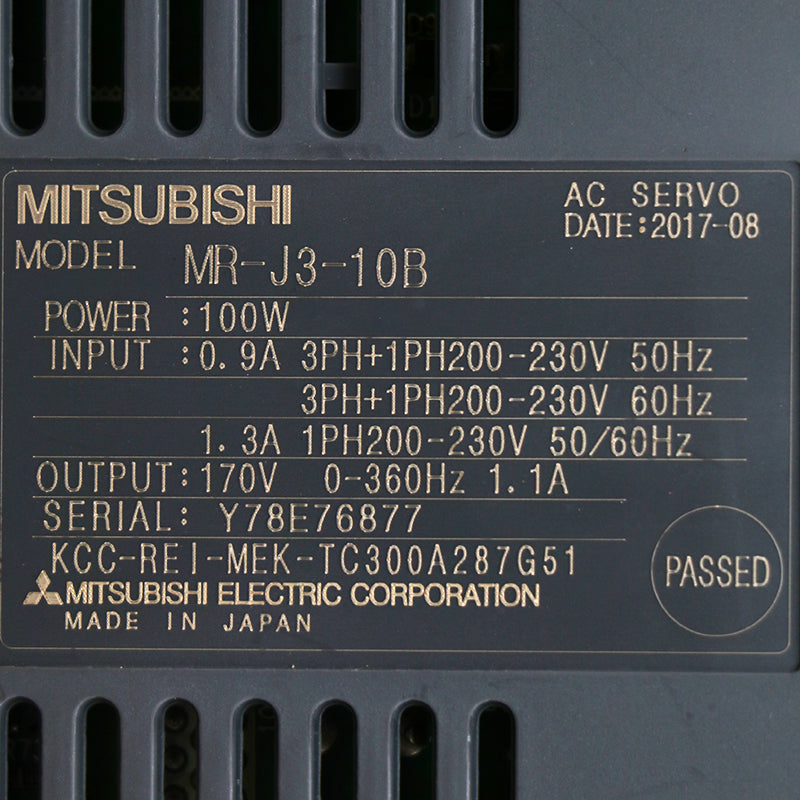 MITSUBISHI
AC SERVO
DATE:2017-08
MODEL MR-J3-10B
POWER :100W
INPUT :0.9A 3PH+1PH200-230V 50Hz
3PH+1PH200-230V 60Hz
1.3A 1PH200-230V 50/60Hz
OUTPUT:170V 0-360Hz 1.1A
SERIAL: Y78E76877
KCC-REI-MEK-TC300A287G51
PASSED
MITSUBISHI ELECTRIC CORPORATION
MADE IN JAPAN